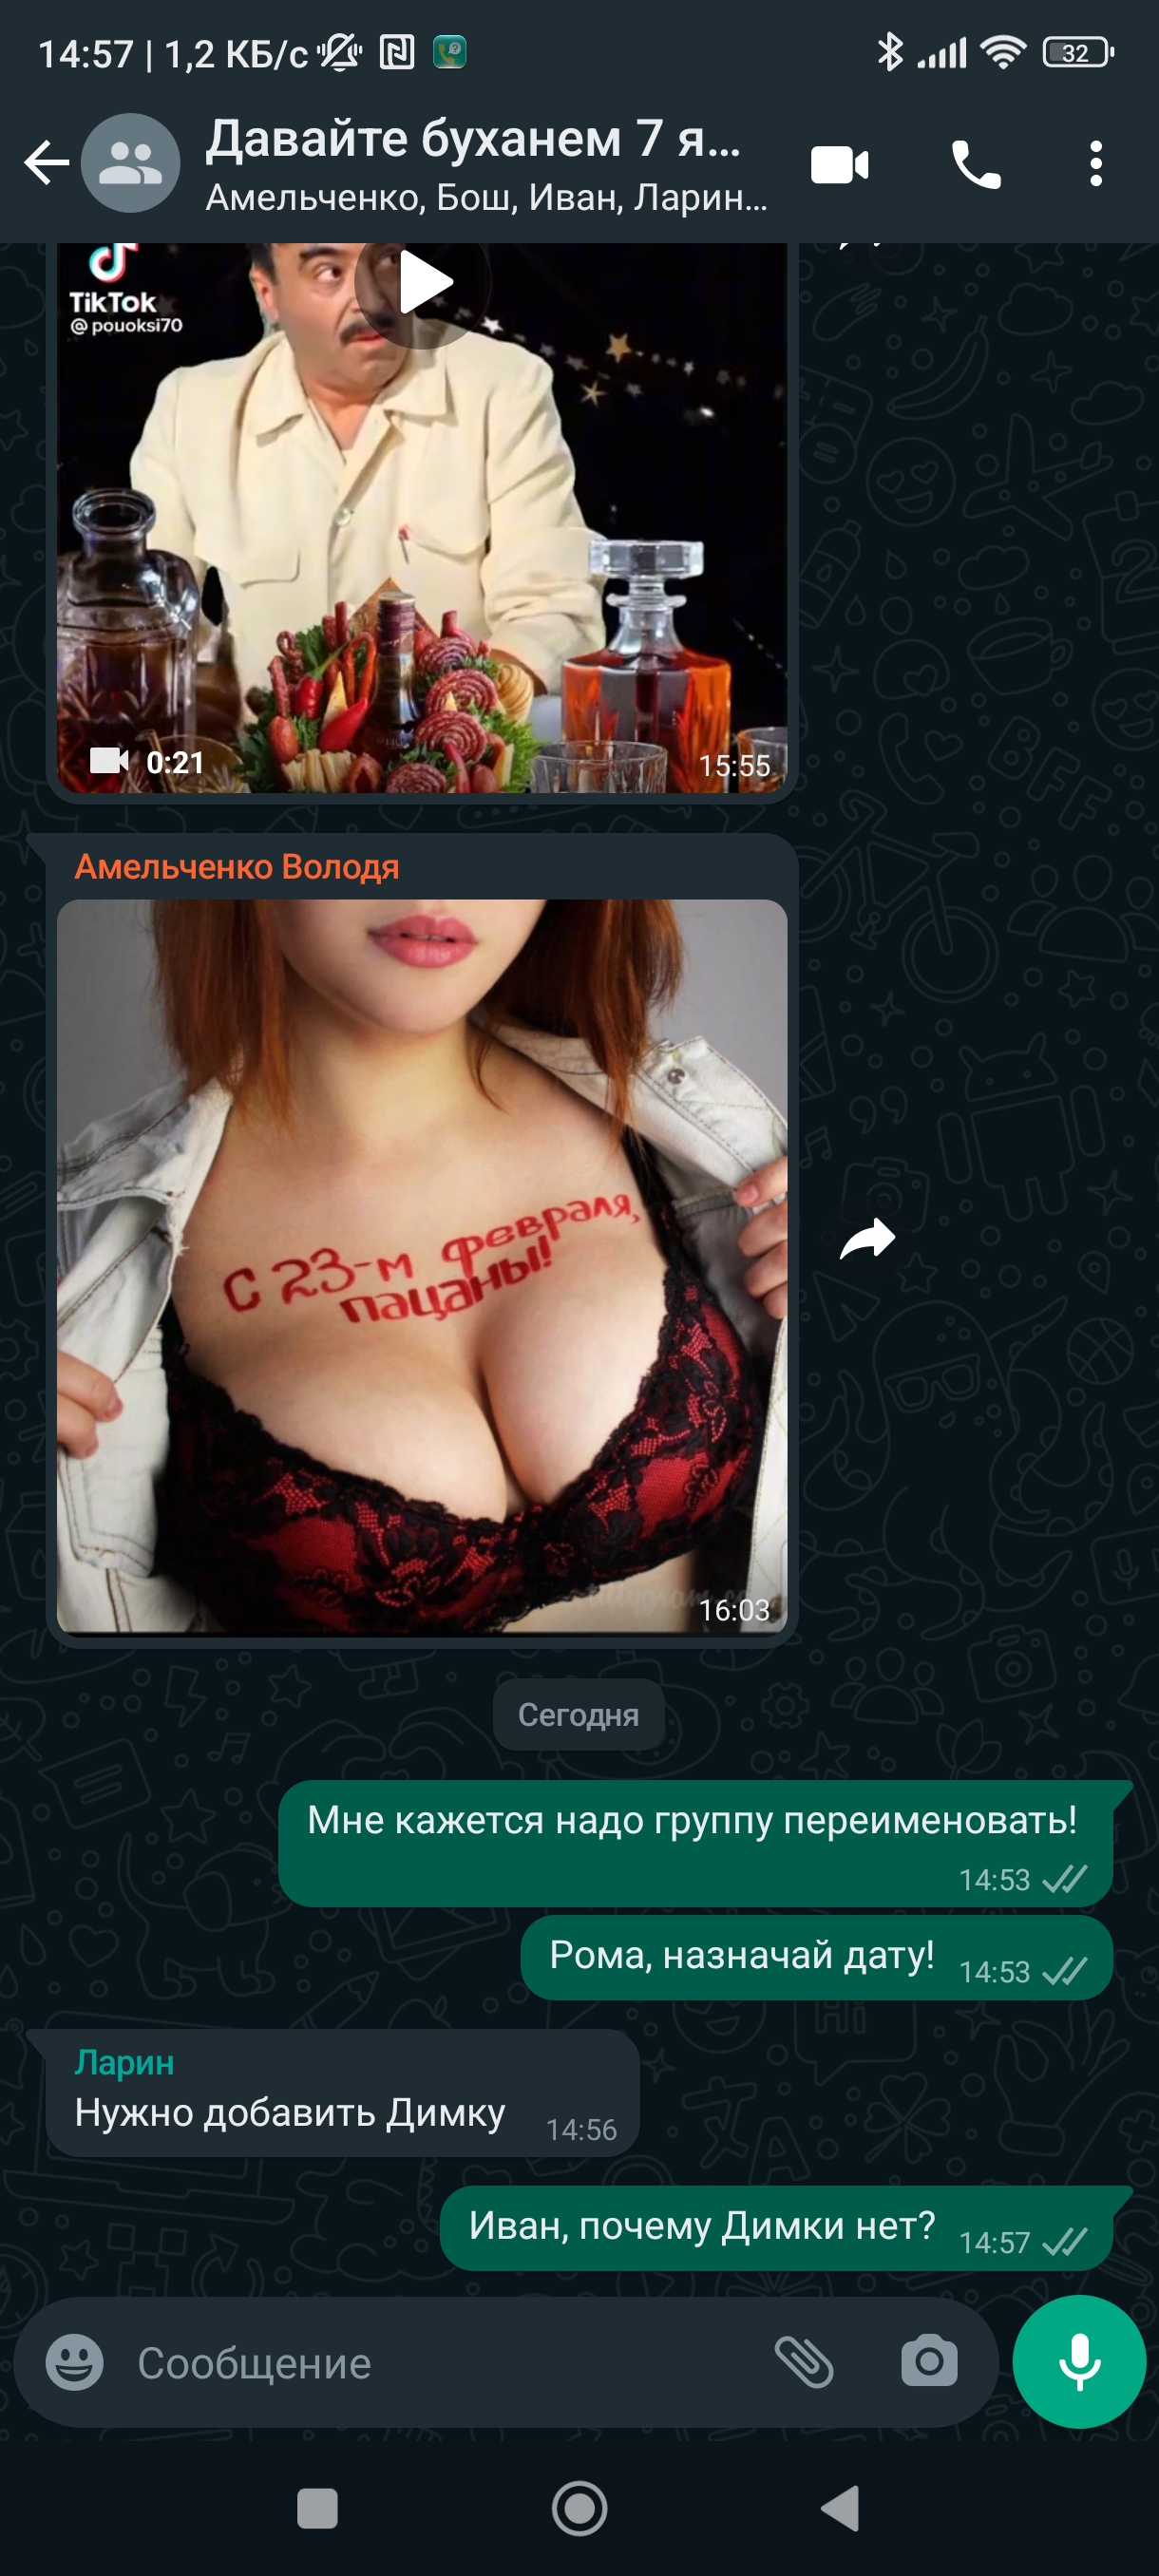 14:57 | 1,2 КБ/с
32
Давайте буханем 7 я...
Амельченко, Бош, Иван, Ларин...
TikTok
@pouoksi70
0:21
15:55
Амельченко Володя
С 23-м февраля,
пацаны!
16:03
Сегодня
Мне кажется надо группу переименовать!
14:53
Рома, назначай дату!
14:53
Ларин
Нужно добавить Димку
14:56
Иван, почему Димки нет?
14:57
Сообщение